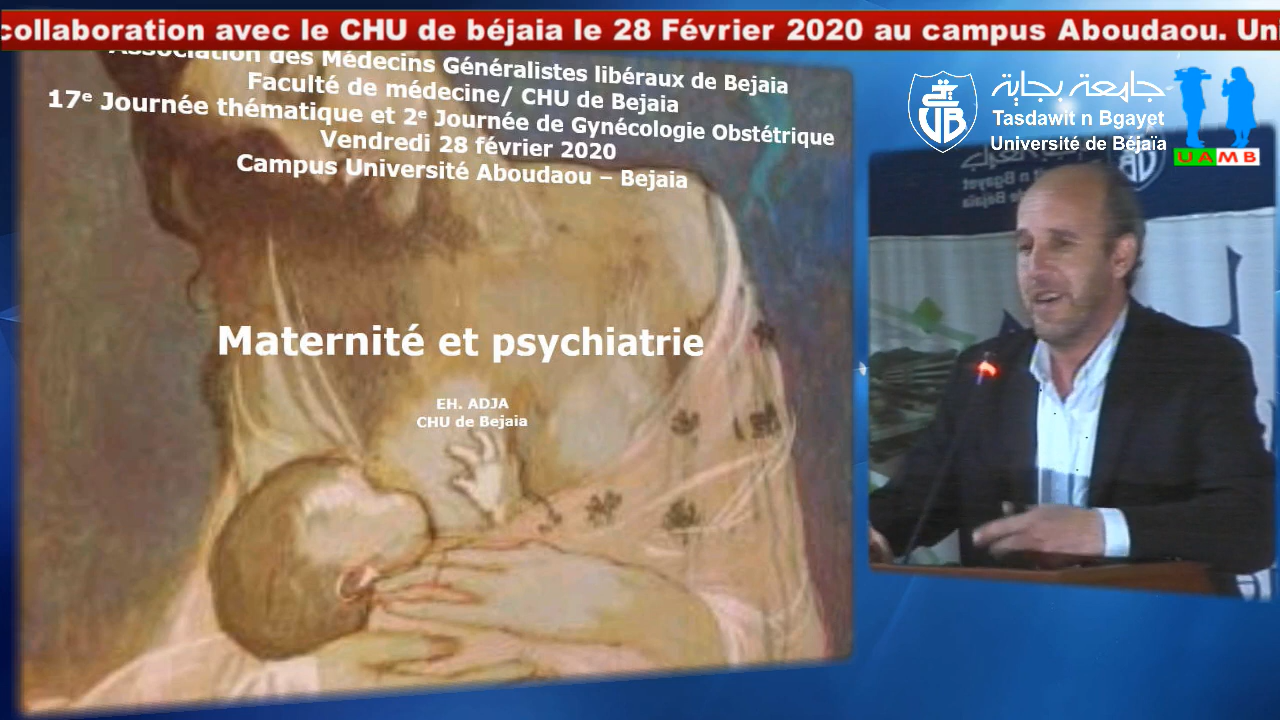 collaboration avec le CHU de béjaia le 28 Février 2020 au campus Aboudaou. Uni
Association des Médecins Généralistes libéraux de Bejaia
Faculté de médecine/ CHU de Bejaia
17e Journée thématique et 2e Journée de Gynécologie Obstétrique
Vendredi 28 février 2020
Campus Université Aboudaou – Bejaia
Maternité et psychiatrie
EH. ADJA
CHU de Bejaia
جامعة بجاية
Tasdawit n Bgayet
Université de Béjaïa
UAMB